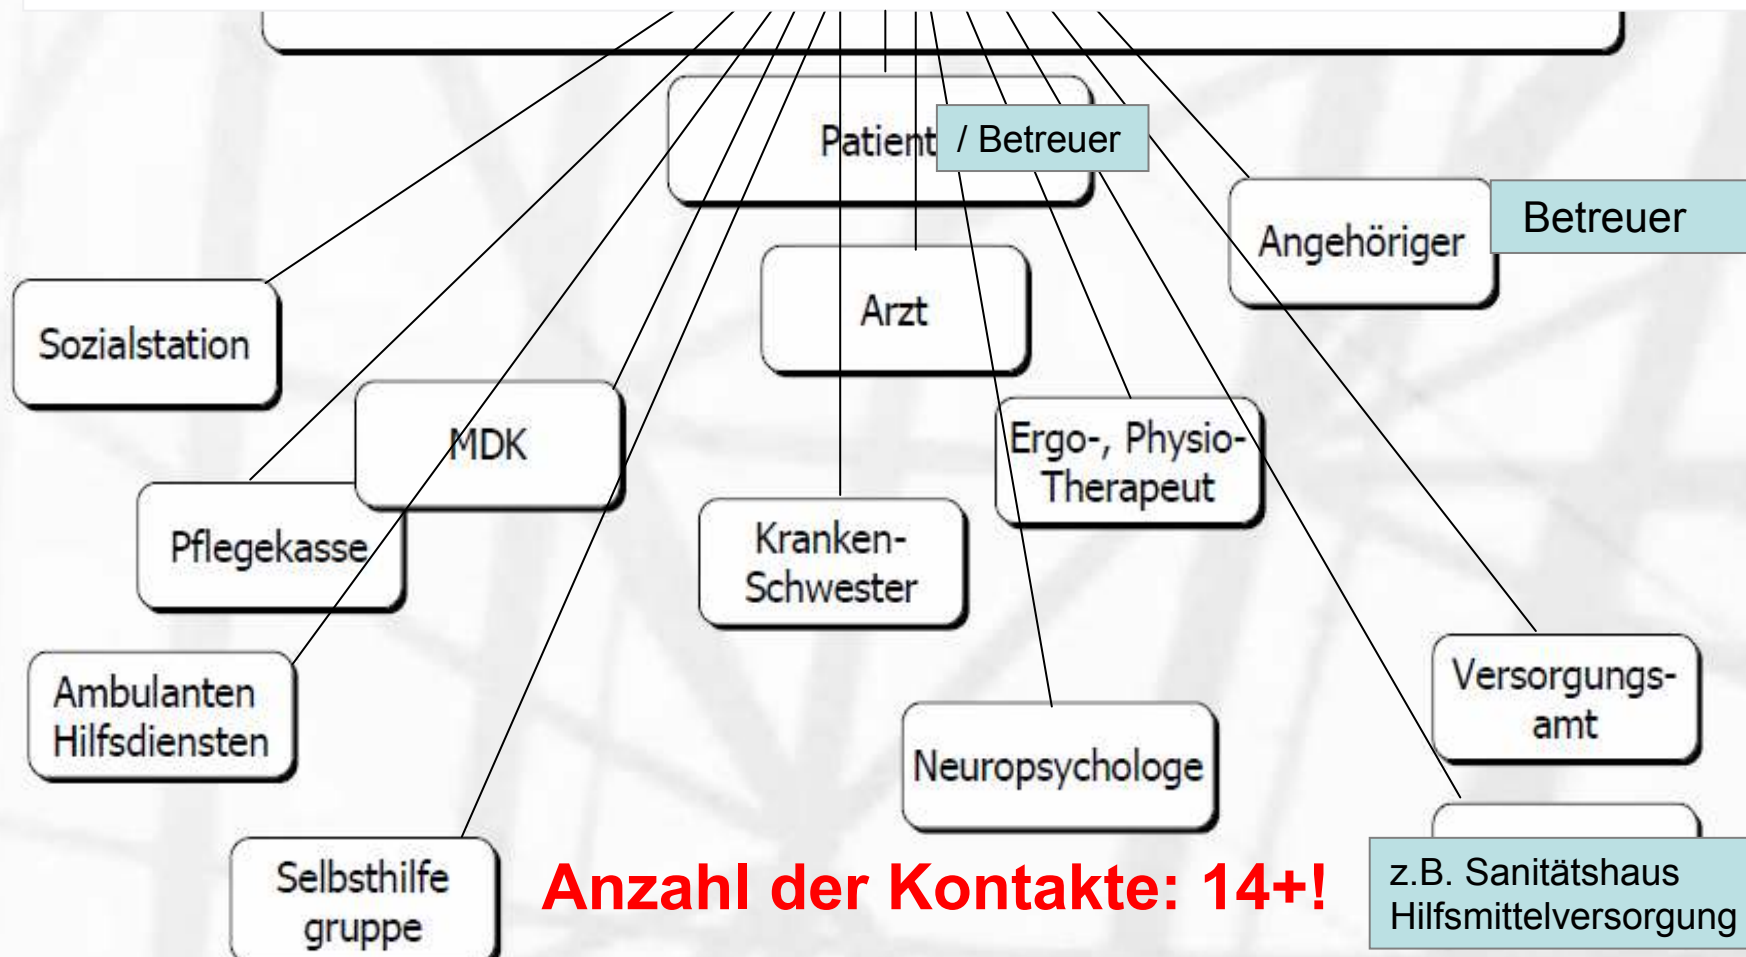 Patient / Betreuer
Angehöriger
Betreuer
Arzt
Sozialstation
MDK
Ergo-, Physio-
Therapeut
Pflegekasse
Kranken-
Schwester
Ambulanten
Hilfsdiensten
Neuropsychologe
Versorgungs-
amt
Selbsthilfe
gruppe
Anzahl der Kontakte: 14+!
z.B. Sanitätshaus
Hilfsmittelversorgung